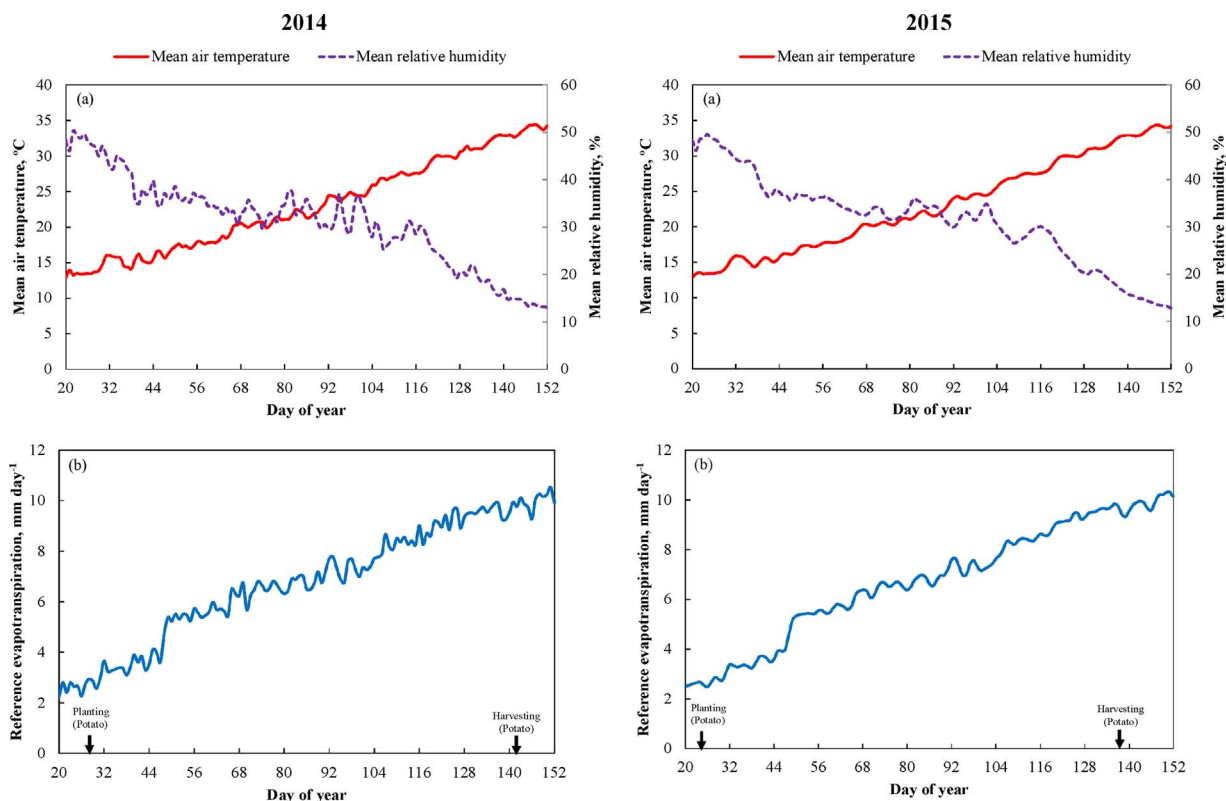 2014
Mean air temperature Mean relative humidity
(a)
Mean air temperature, °C
40
35
30
25
20
15
10
5
0
60
50
40
30
20
10
0
Mean relative humidity, %
20 32 44 56 68 80 92 104 116 128 140 152
Day of year
2015
Mean air temperature Mean relative humidity
(a)
Mean air temperature, °C
40
35
30
25
20
15
10
5
0
60
50
40
30
20
10
0
Mean relative humidity, %
20 32 44 56 68 80 92 104 116 128 140 152
Day of year
(b)
Reference evapotranspiration, mm day⁻¹
12
10
8
6
4
2
0
Planting
(Potato)
Harvesting
(Potato)
20 32 44 56 68 80 92 104 116 128 140 152
Day of year
(b)
Reference evapotranspiration, mm day⁻¹
12
10
8
6
4
2
0
Planting
(Potato)
Harvesting
(Potato)
20 32 44 56 68 80 92 104 116 128 140 152
Day of year